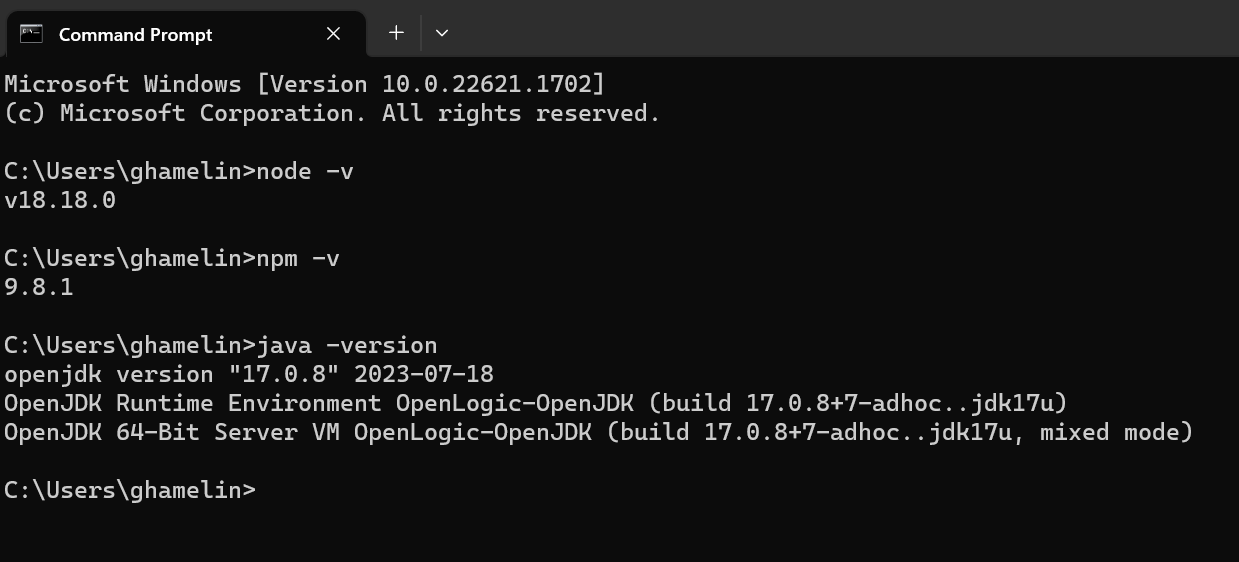 Command Prompt
Microsoft Windows [Version 10.0.22621.1702]
(c) Microsoft Corporation. All rights reserved.
C:\Users\ghamelin>node -v
v18.18.0
C:\Users\ghamelin>npm -v
9.8.1
C:\Users\ghamelin>java -version
openjdk version "17.0.8" 2023-07-18
OpenJDK Runtime Environment OpenLogic-OpenJDK (build 17.0.8+7-adhoc..jdk17u)
OpenJDK 64-Bit Server VM OpenLogic-OpenJDK (build 17.0.8+7-adhoc..jdk17u, mixed mode)
C:\Users\ghamelin>